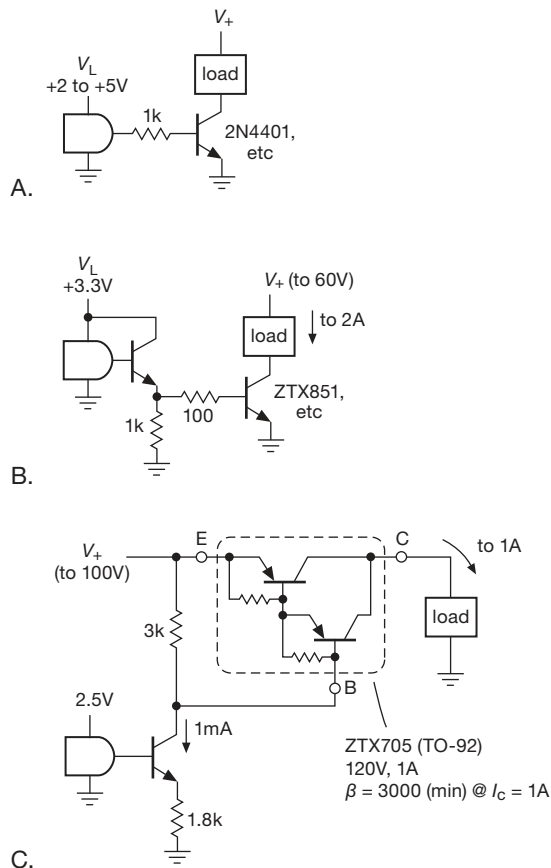 V+
load
VL
+2 to +5V
1k
2N4401,
etc
A.
VL
+3.3V
V+ (to 60V)
load
to 2A
100
1k
ZTX851,
etc
B.
V+
(to 100V)
E
C
to 1A
load
3k
B
2.5V
1mA
1.8k
ZTX705 (TO-92)
120V, 1A
β = 3000 (min) @ Ic = 1A
C.